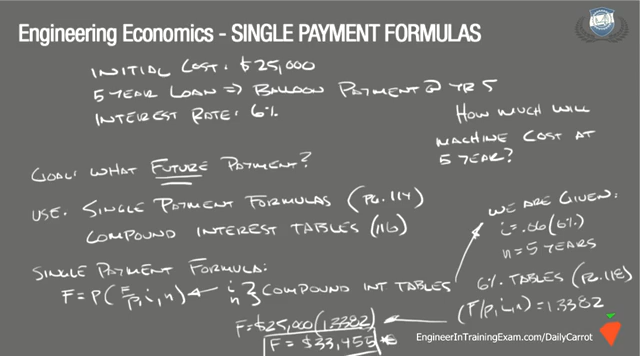 Engineering Economics - SINGLE PAYMENT FORMULAS
INITIAL COST: $25,000
5 YEAR LOAN => BALLOON PAYMENT @ YR 5
INTEREST RATE: 6%
HOW MUCH WILL
MACHINE COST AT
5 YEAR?
GOAL: WHAT FUTURE PAYMENT?
USE: SINGLE PAYMENT FORMULAS (PG. 114)
COMPOUND INTEREST TABLES (116)
WE ARE GIVEN:
i = .06 (6%)
n = 5 YEARS
SINGLE PAYMENT FORMULA:
F = P(F/P, i, n) ← i n } COMPOUND INT TABLES
6% TABLES (PG. 118)
(F/P, i, n) = 1.3382
F = $25,000 (1.3382)
F = $33,455
EngineerInTrainingExam.com/DailyCarrot